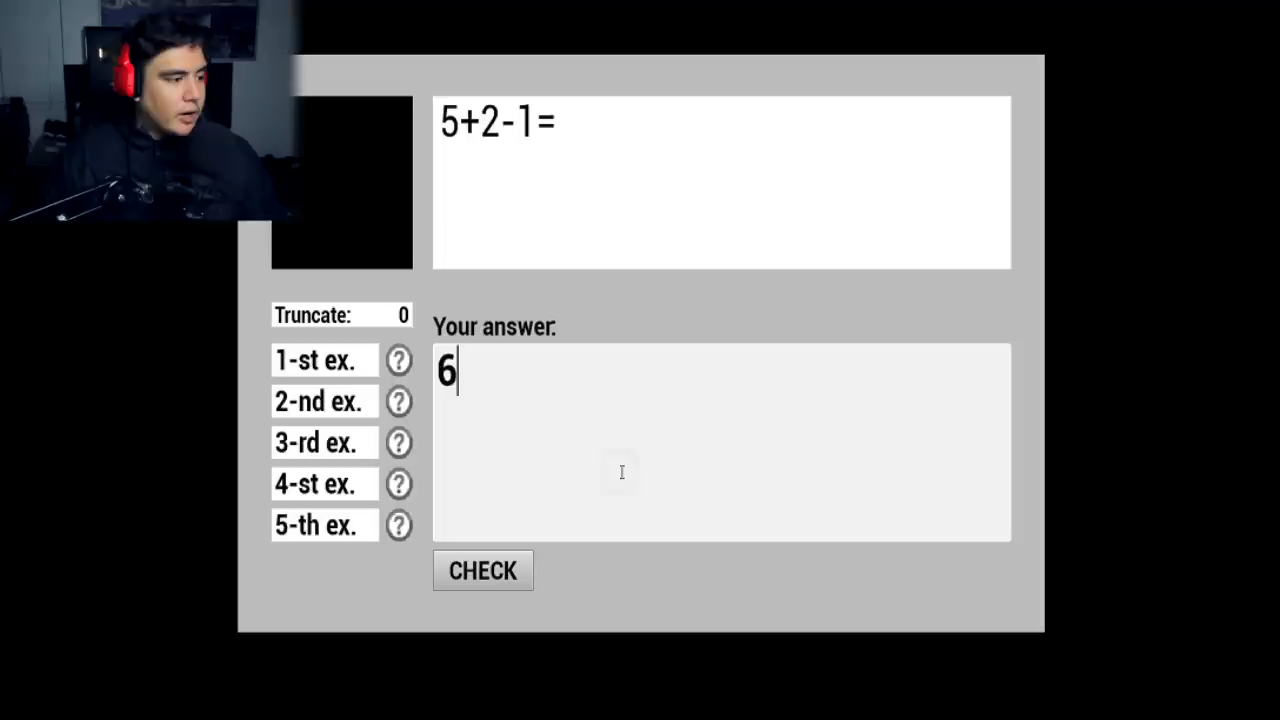 5+2-1=
Truncate: 0
Your answer:
6
1-st ex. ?
2-nd ex. ?
3-rd ex. ?
4-st ex. ?
5-th ex. ?
CHECK